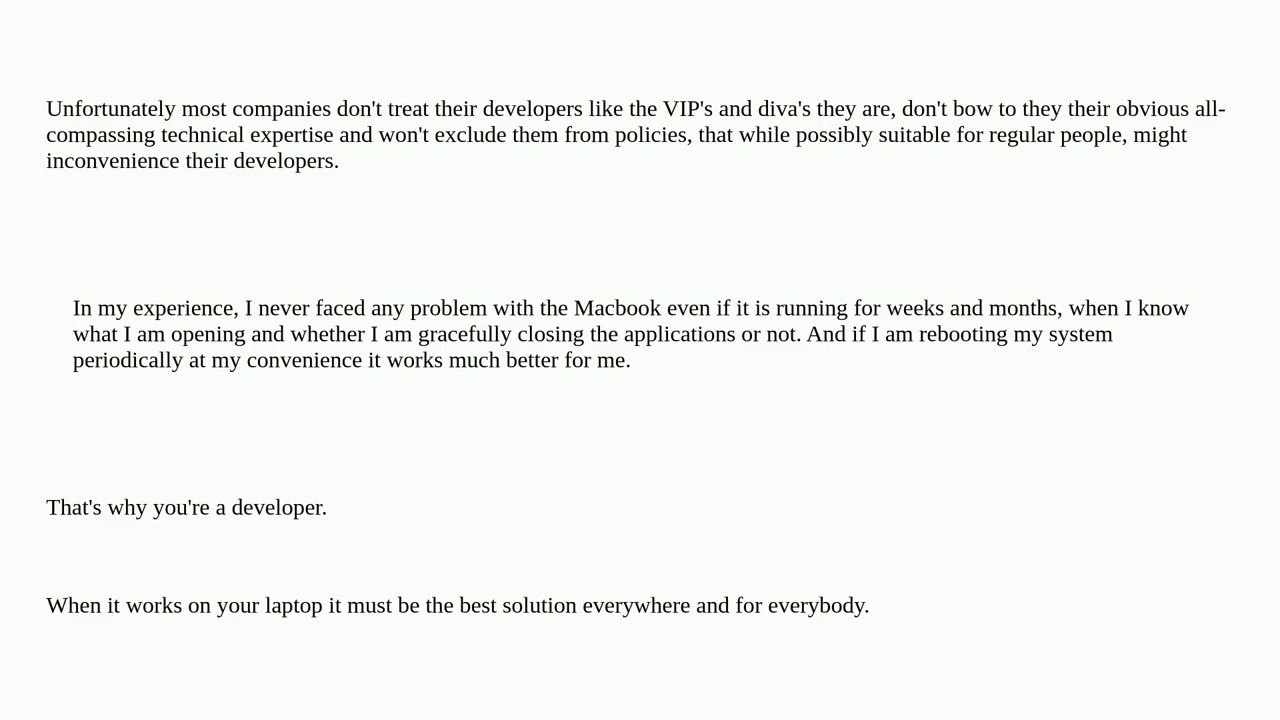 Unfortunately most companies don't treat their developers like the VIP's and diva's they are, don't bow to they their obvious all-
compassing technical expertise and won't exclude them from policies, that while possibly suitable for regular people, might
inconvenience their developers.
In my experience, I never faced any problem with the Macbook even if it is running for weeks and months, when I know
what I am opening and whether I am gracefully closing the applications or not. And if I am rebooting my system
periodically at my convenience it works much better for me.
That's why you're a developer.
When it works on your laptop it must be the best solution everywhere and for everybody.